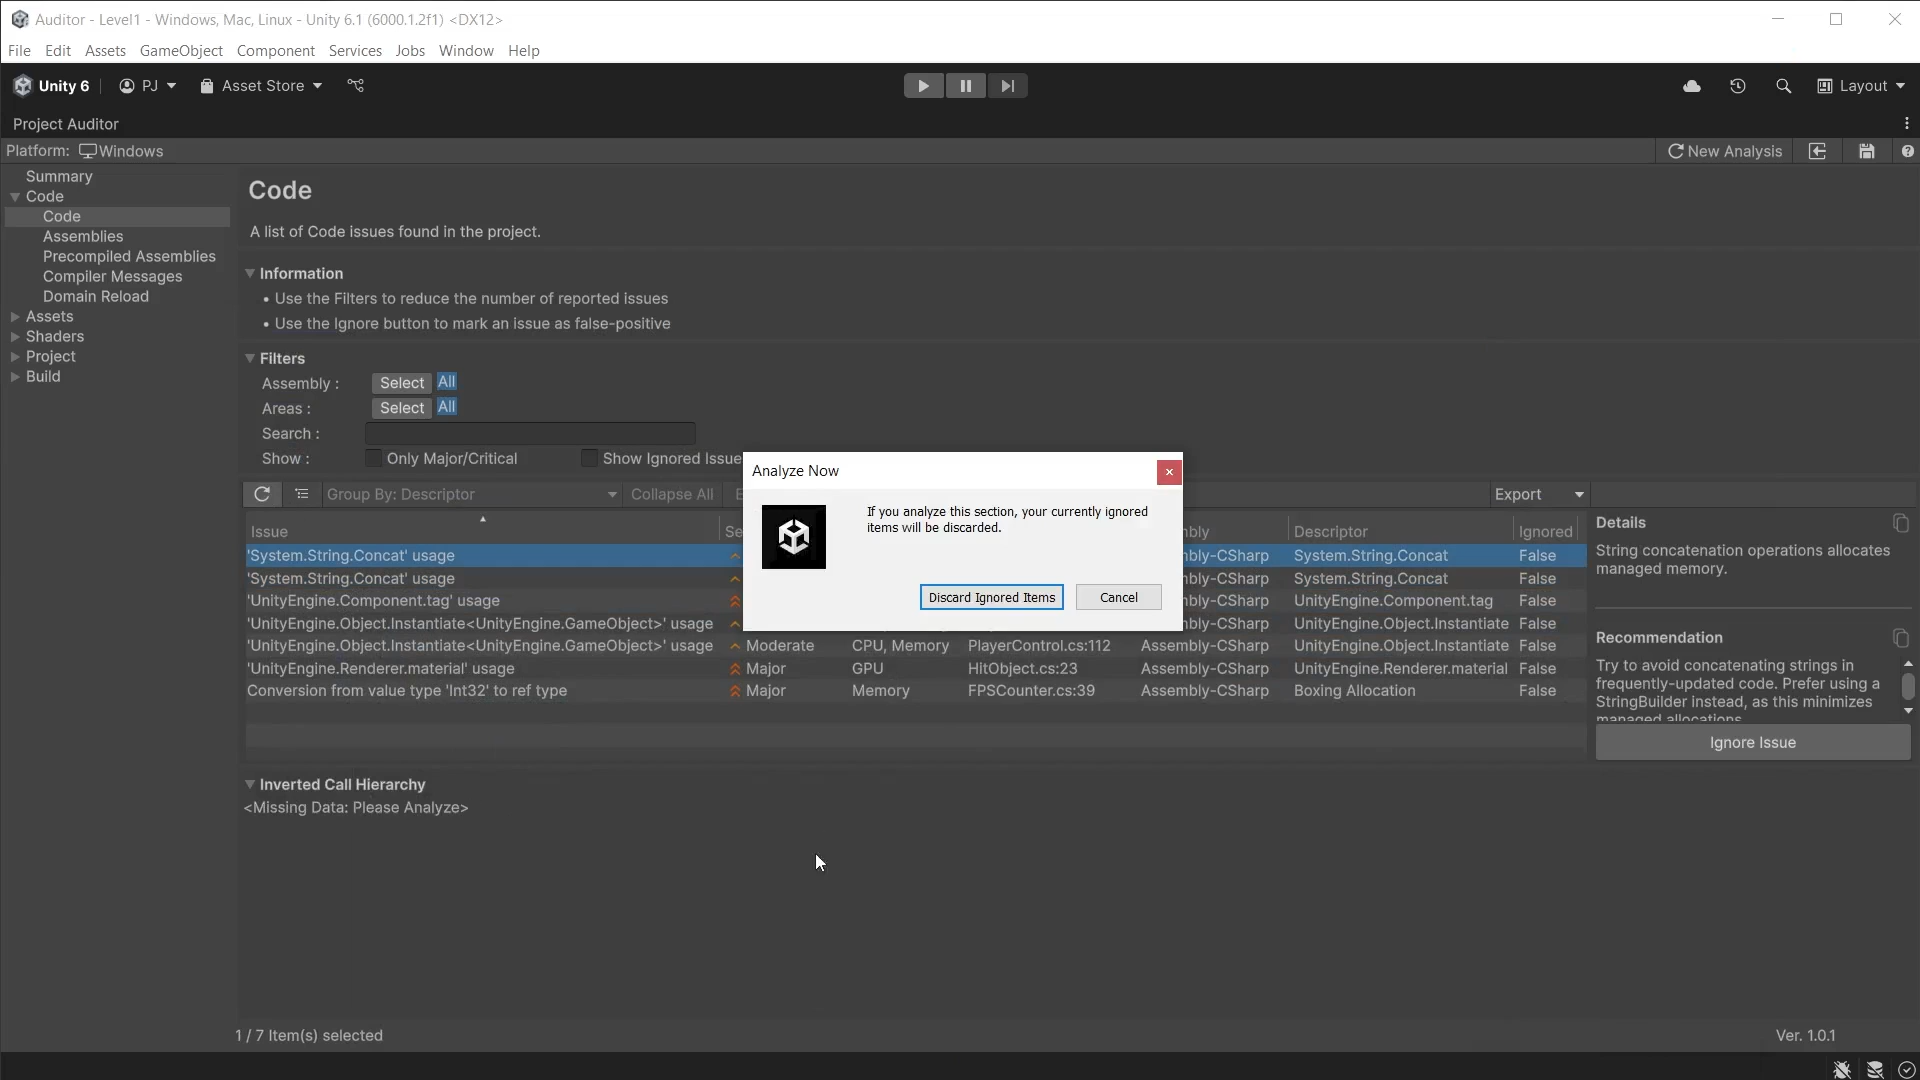 Auditor - Level1 - Windows, Mac, Linux - Unity 6.1 (6000.1.2f1) <DX12>
File Edit Assets GameObject Component Services Jobs Window Help
Unity 6 PJ Asset Store Layout
Project Auditor
Platform: Windows New Analysis
Summary
Code
Code
Assemblies
Precompiled Assemblies
Compiler Messages
Domain Reload
Assets
Shaders
Project
Build
Code
A list of Code issues found in the project.
Information
• Use the Filters to reduce the number of reported issues
• Use the Ignore button to mark an issue as false-positive
Filters
Assembly : Select All
Areas : Select All
Search :
Show : Only Major/Critical Show Ignored Issue
Group By: Descriptor Collapse All E Export
Issue Se bly Descriptor Ignored
'System.String.Concat' usage bly-CSharp System.String.Concat False
'System.String.Concat' usage bly-CSharp System.String.Concat False
'UnityEngine.Component.tag' usage bly-CSharp UnityEngine.Component.tag False
'UnityEngine.Object.Instantiate<UnityEngine.GameObject>' usage bly-CSharp UnityEngine.Object.Instantiate False
'UnityEngine.Object.Instantiate<UnityEngine.GameObject>' usage Moderate CPU, Memory PlayerControl.cs:112 Assembly-CSharp UnityEngine.Object.Instantiate False
'UnityEngine.Renderer.material' usage Major GPU HitObject.cs:23 Assembly-CSharp UnityEngine.Renderer.material False
Conversion from value type 'Int32' to ref type Major Memory FPSCounter.cs:39 Assembly-CSharp Boxing Allocation False
Analyze Now
If you analyze this section, your currently ignored
items will be discarded.
Discard Ignored Items Cancel
Details
String concatenation operations allocates
managed memory.
Recommendation
Try to avoid concatenating strings in
frequently-updated code. Prefer using a
StringBuilder instead, as this minimizes
managed allocations
Ignore Issue
Inverted Call Hierarchy
<Missing Data: Please Analyze>
1 / 7 Item(s) selected
Ver. 1.0.1